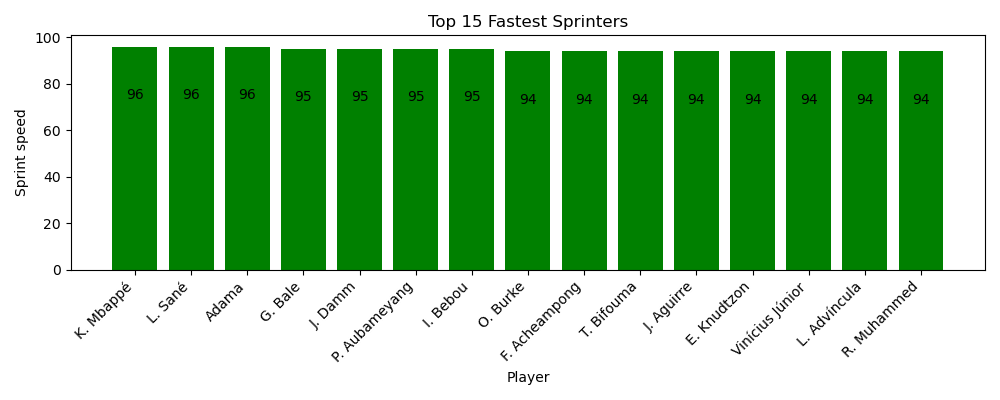 Top 15 Fastest Sprinters
100
80
60
40
20
0
Sprint speed
96 96 96 95 95 95 95 94 94 94 94 94 94 94 94
K. Mbappé
L. Sané
Adama
G. Bale
J. Damm
P. Aubameyang
I. Bebou
O. Burke
F. Acheampong
T. Bifouma
J. Aguirre
E. Knudtzon
Vinícius Júnior
L. Advíncula
R. Muhammed
Player